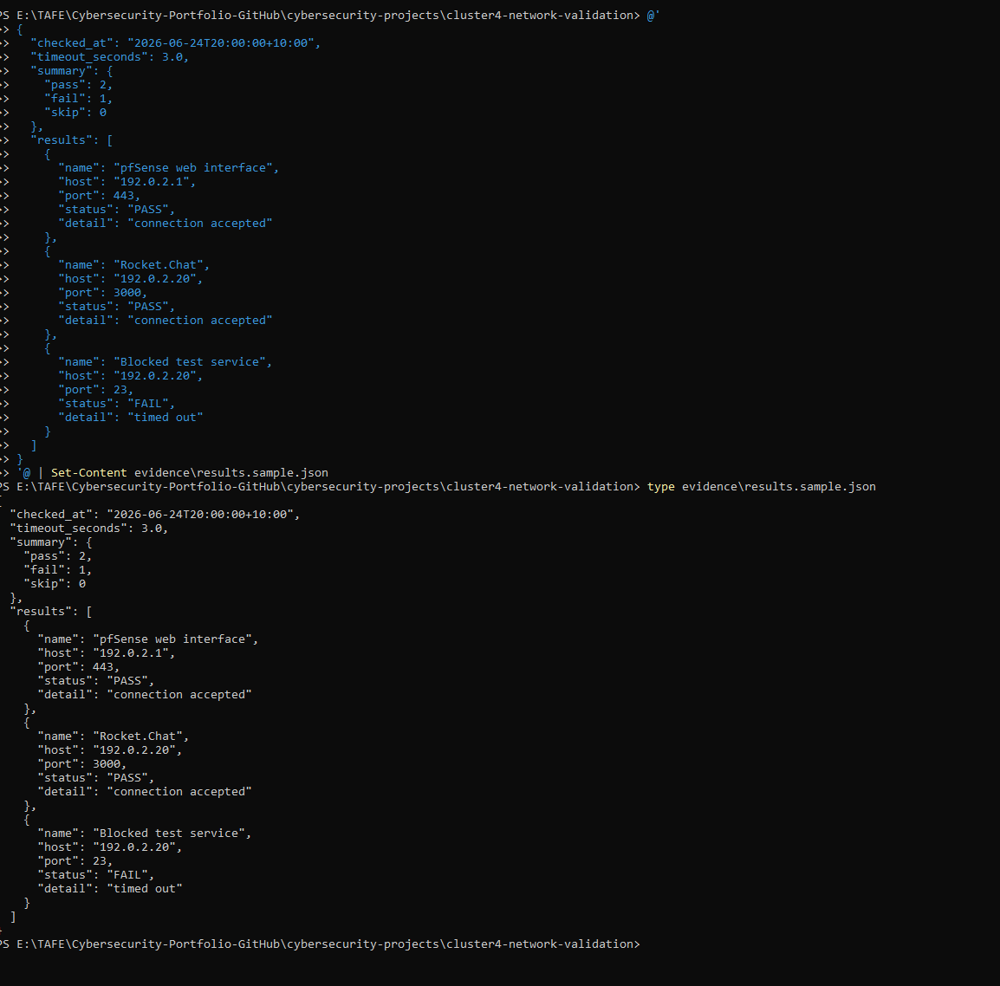 PS E:\TAFE\Cybersecurity-Portfolio-GitHub\cybersecurity-projects\cluster4-network-validation> @'
>> {
>>   "checked_at": "2026-06-24T20:00:00+10:00",
>>   "timeout_seconds": 3.0,
>>   "summary": {
>>     "pass": 2,
>>     "fail": 1,
>>     "skip": 0
>>   },
>>   "results": [
>>     {
>>       "name": "pfSense web interface",
>>       "host": "192.0.2.1",
>>       "port": 443,
>>       "status": "PASS",
>>       "detail": "connection accepted"
>>     },
>>     {
>>       "name": "Rocket.Chat",
>>       "host": "192.0.2.20",
>>       "port": 3000,
>>       "status": "PASS",
>>       "detail": "connection accepted"
>>     },
>>     {
>>       "name": "Blocked test service",
>>       "host": "192.0.2.20",
>>       "port": 23,
>>       "status": "FAIL",
>>       "detail": "timed out"
>>     }
>>   ]
>> }
>> '@ | Set-Content evidence\results.sample.json
PS E:\TAFE\Cybersecurity-Portfolio-GitHub\cybersecurity-projects\cluster4-network-validation> type evidence\results.sample.json
{
  "checked_at": "2026-06-24T20:00:00+10:00",
  "timeout_seconds": 3.0,
  "summary": {
    "pass": 2,
    "fail": 1,
    "skip": 0
  },
  "results": [
    {
      "name": "pfSense web interface",
      "host": "192.0.2.1",
      "port": 443,
      "status": "PASS",
      "detail": "connection accepted"
    },
    {
      "name": "Rocket.Chat",
      "host": "192.0.2.20",
      "port": 3000,
      "status": "PASS",
      "detail": "connection accepted"
    },
    {
      "name": "Blocked test service",
      "host": "192.0.2.20",
      "port": 23,
      "status": "FAIL",
      "detail": "timed out"
    }
  ]
}
PS E:\TAFE\Cybersecurity-Portfolio-GitHub\cybersecurity-projects\cluster4-network-validation>